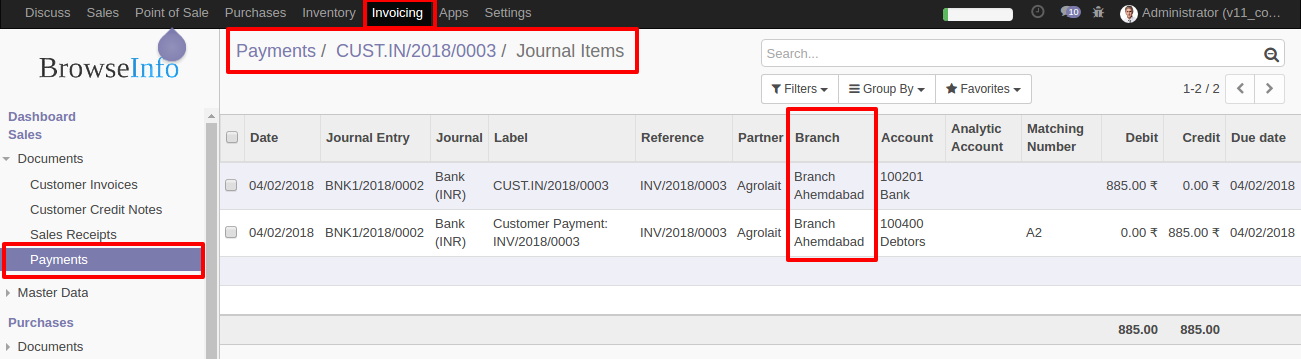 Discuss Sales Point of Sale Purchases Inventory Invoicing Apps Settings 10 Administrator (v11_co...
BrowseInfo
Payments / CUST.IN/2018/0003 / Journal Items
Search...
Filters Group By Favorites 1-2 / 2
Dashboard
Sales
Documents
Customer Invoices
Customer Credit Notes
Sales Receipts
Payments
Master Data
Purchases
Documents
Date Journal Entry Journal Label Reference Partner Branch Account Analytic Account Matching Number Debit Credit Due date
04/02/2018 BNK1/2018/0002 Bank (INR) CUST.IN/2018/0003 INV/2018/0003 Agrolait Branch Ahemdabad 100201 Bank 885.00 ₹ 0.00 ₹ 04/02/2018
04/02/2018 BNK1/2018/0002 Bank (INR) Customer Payment: INV/2018/0003 INV/2018/0003 Agrolait Branch Ahemdabad 100400 Debtors A2 0.00 ₹ 885.00 ₹ 04/02/2018
885.00 885.00